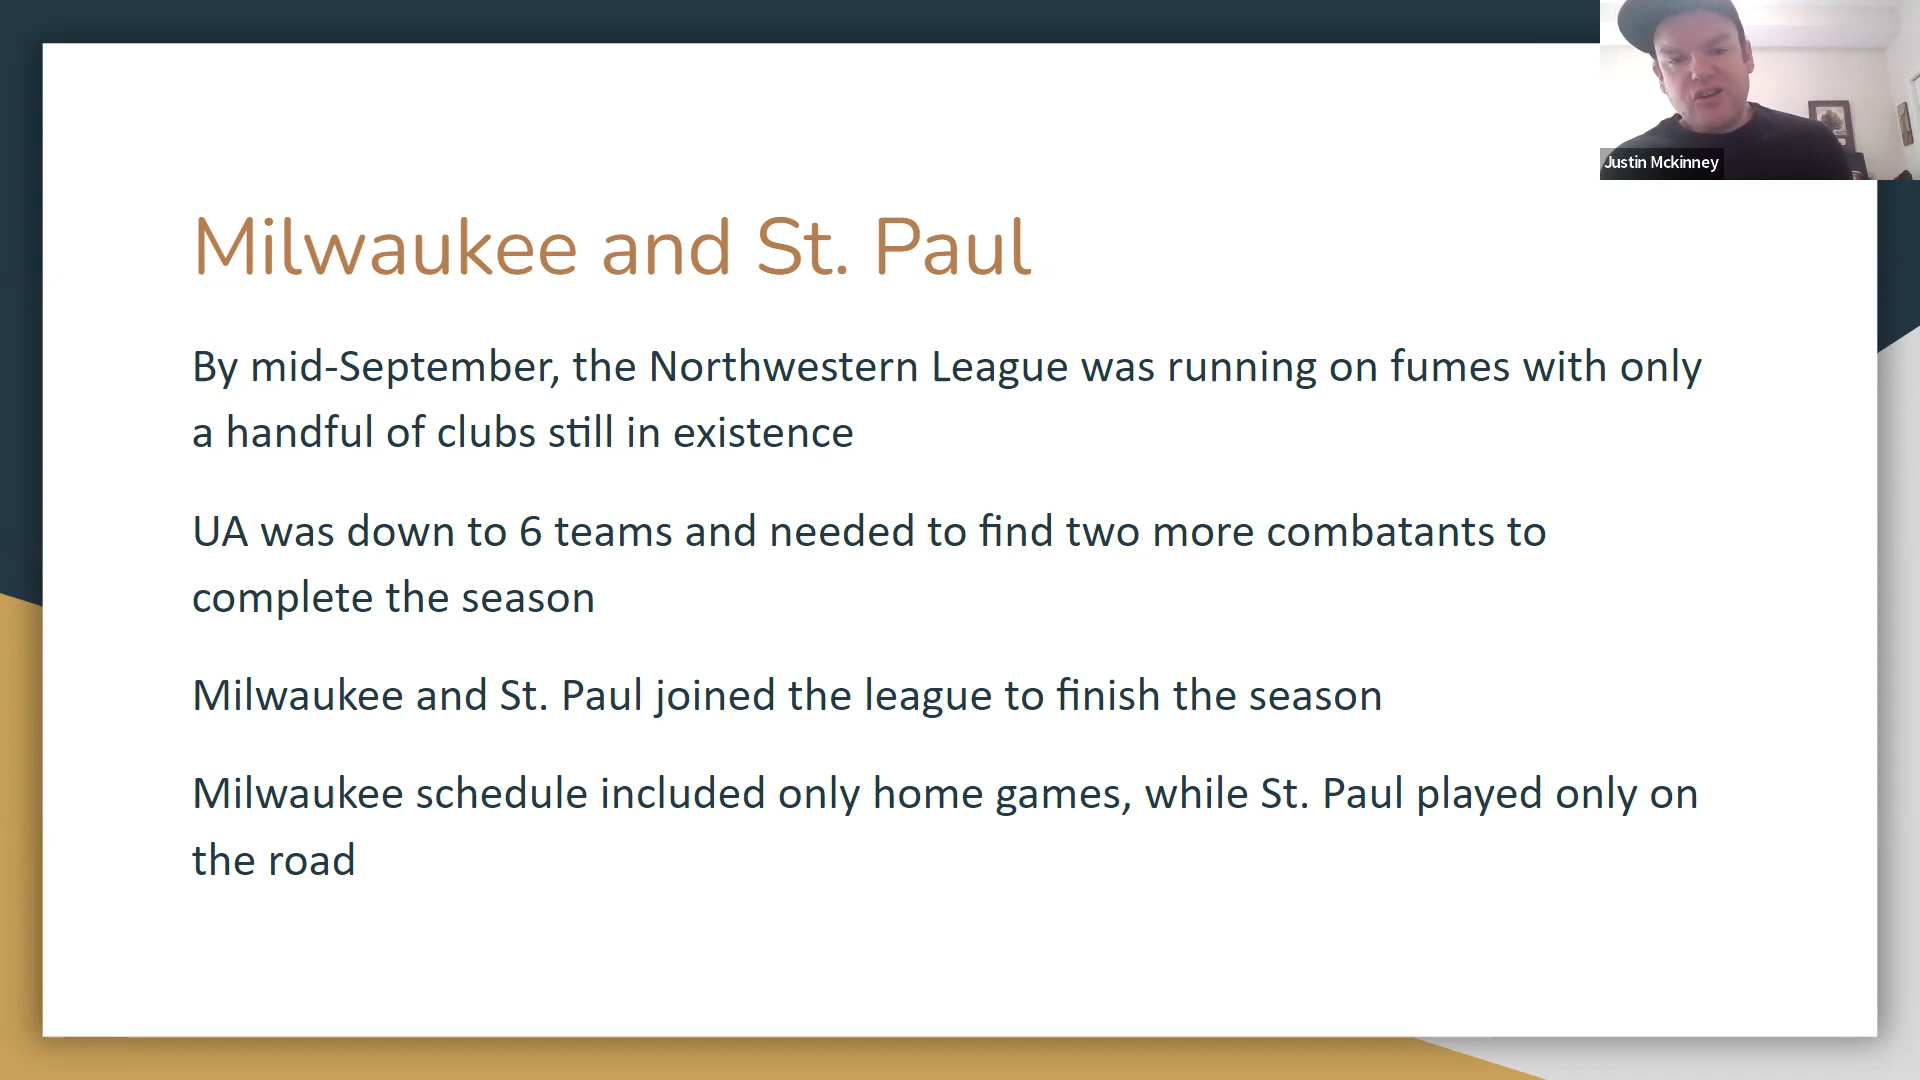 Justin Mckinney
Milwaukee and St. Paul
By mid-September, the Northwestern League was running on fumes with only
a handful of clubs still in existence
UA was down to 6 teams and needed to find two more combatants to
complete the season
Milwaukee and St. Paul joined the league to finish the season
Milwaukee schedule included only home games, while St. Paul played only on
the road